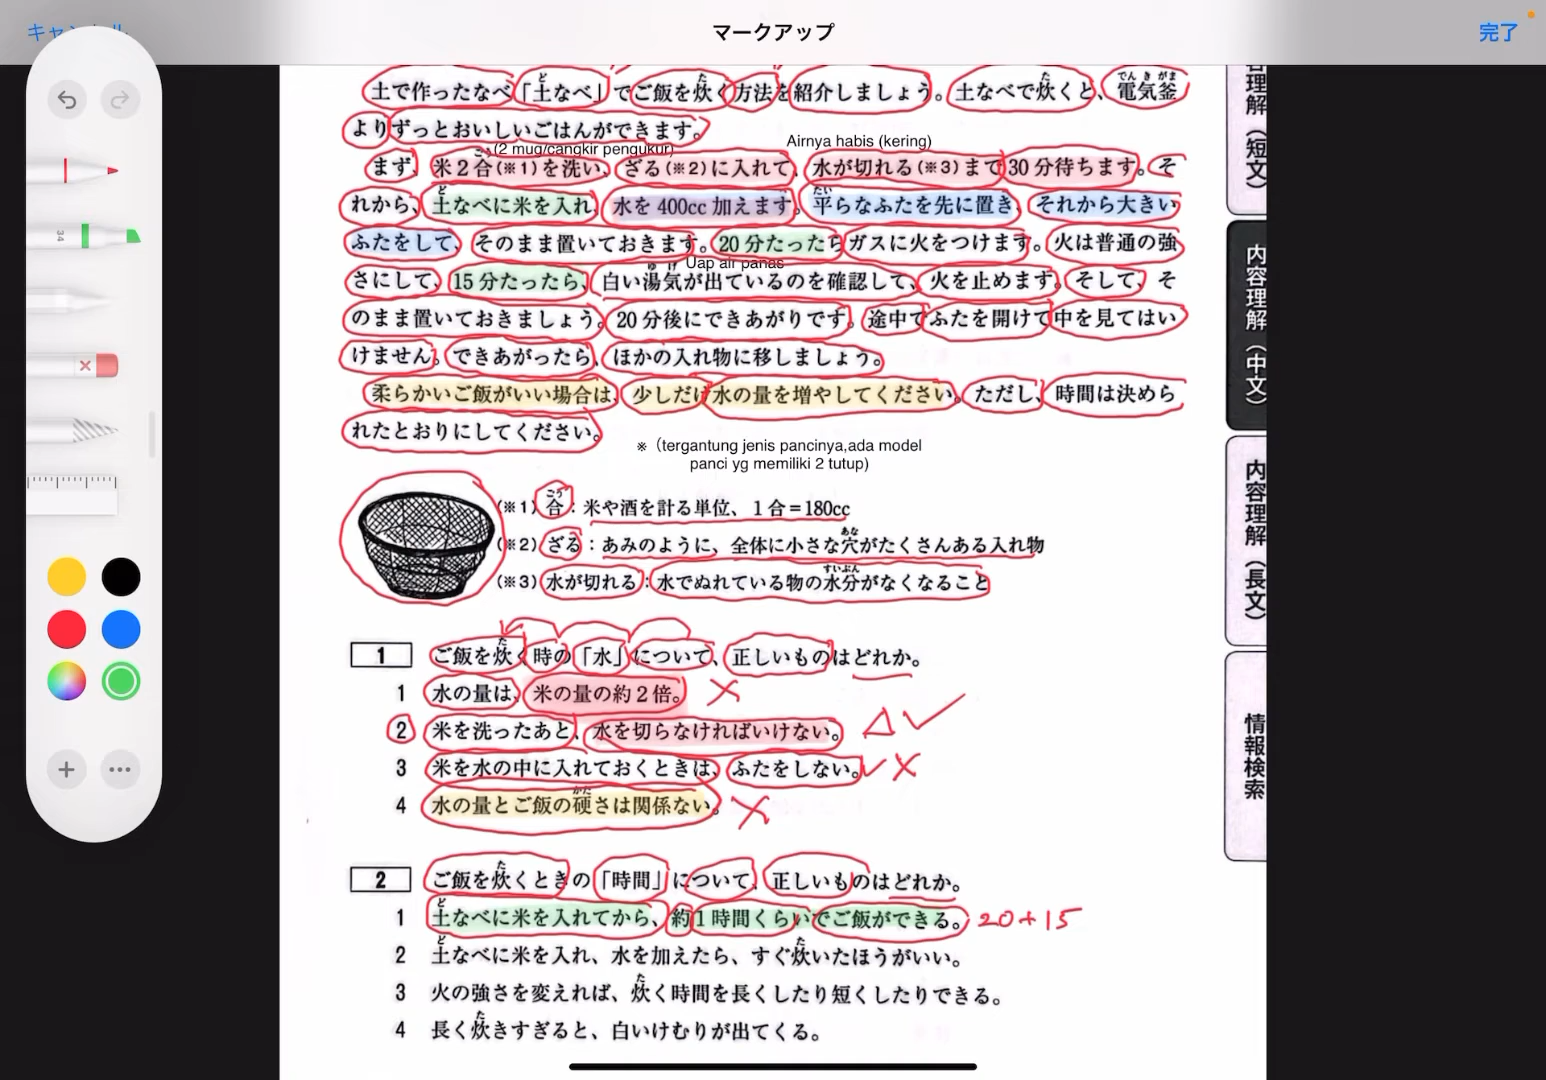 キャンセル
マークアップ
完了
土で作ったなべ「土なべ」でご飯を炊く方法を紹介しましょう。土なべで炊くと、電気釜
よりずっとおいしいごはんができます。
(2 mug/cangkir pengukur)
Airnya habis (kering)
まず、米2合(※1)を洗い、ざる(※2)に入れて、水が切れる(※3)まで30分待ちます。そ
れから、土なべに米を入れ、水を400cc加えます。平らなふたを先に置き、それから大きい
ふたをして、そのまま置いておきます。20分たったらガスに火をつけます。火は普通の強
Uap air panas
さにして、15分たったら、白い湯気が出ているのを確認して、火を止めます。そして、そ
のまま置いておきましょう。20分後にできあがりです。途中でふたを開けて中を見てはい
けません。できあがったら、ほかの入れ物に移しましょう。
柔らかいご飯がいい場合は、少しだけ水の量を増やしてください。ただし、時間は決めら
れたとおりにしてください。
※（tergantung jenis pancinya,ada model
panci yg memiliki 2 tutup)
(※1)合：米や酒を計る単位、1合=180cc
(※2)ざる：あみのように、全体に小さな穴がたくさんある入れ物
(※3)水が切れる：水でぬれている物の水分がなくなること
1 ご飯を炊く時の「水」について、正しいものはどれか。
1 水の量は、米の量の約2倍。
2 米を洗ったあと、水を切らなければいけない。
3 米を水の中に入れておくときは、ふたをしない。
4 水の量とご飯の硬さは関係ない。
2 ご飯を炊くときの「時間」について、正しいものはどれか。
1 土なべに米を入れてから、約1時間くらいでご飯ができる。 20+15
2 土なべに米を入れ、水を加えたら、すぐ炊いたほうがいい。
3 火の強さを変えれば、炊く時間を長くしたり短くしたりできる。
4 長く炊きすぎると、白いけむりが出てくる。
理解（短文）
内容理解（中文）
内容理解（長文）
情報検索
34